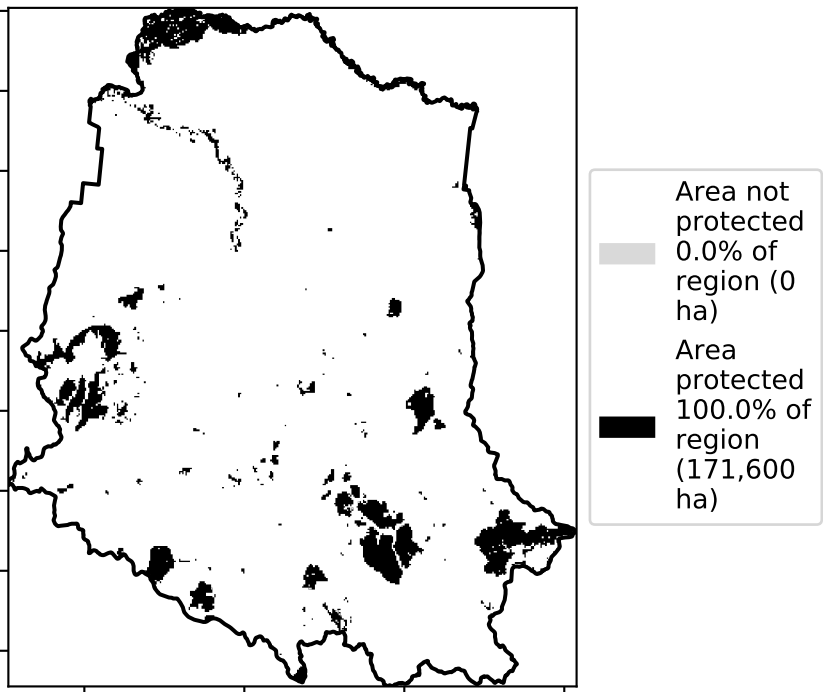 Area not
protected
0.0% of
region (0
ha)
Area
protected
100.0% of
region
(171,600
ha)